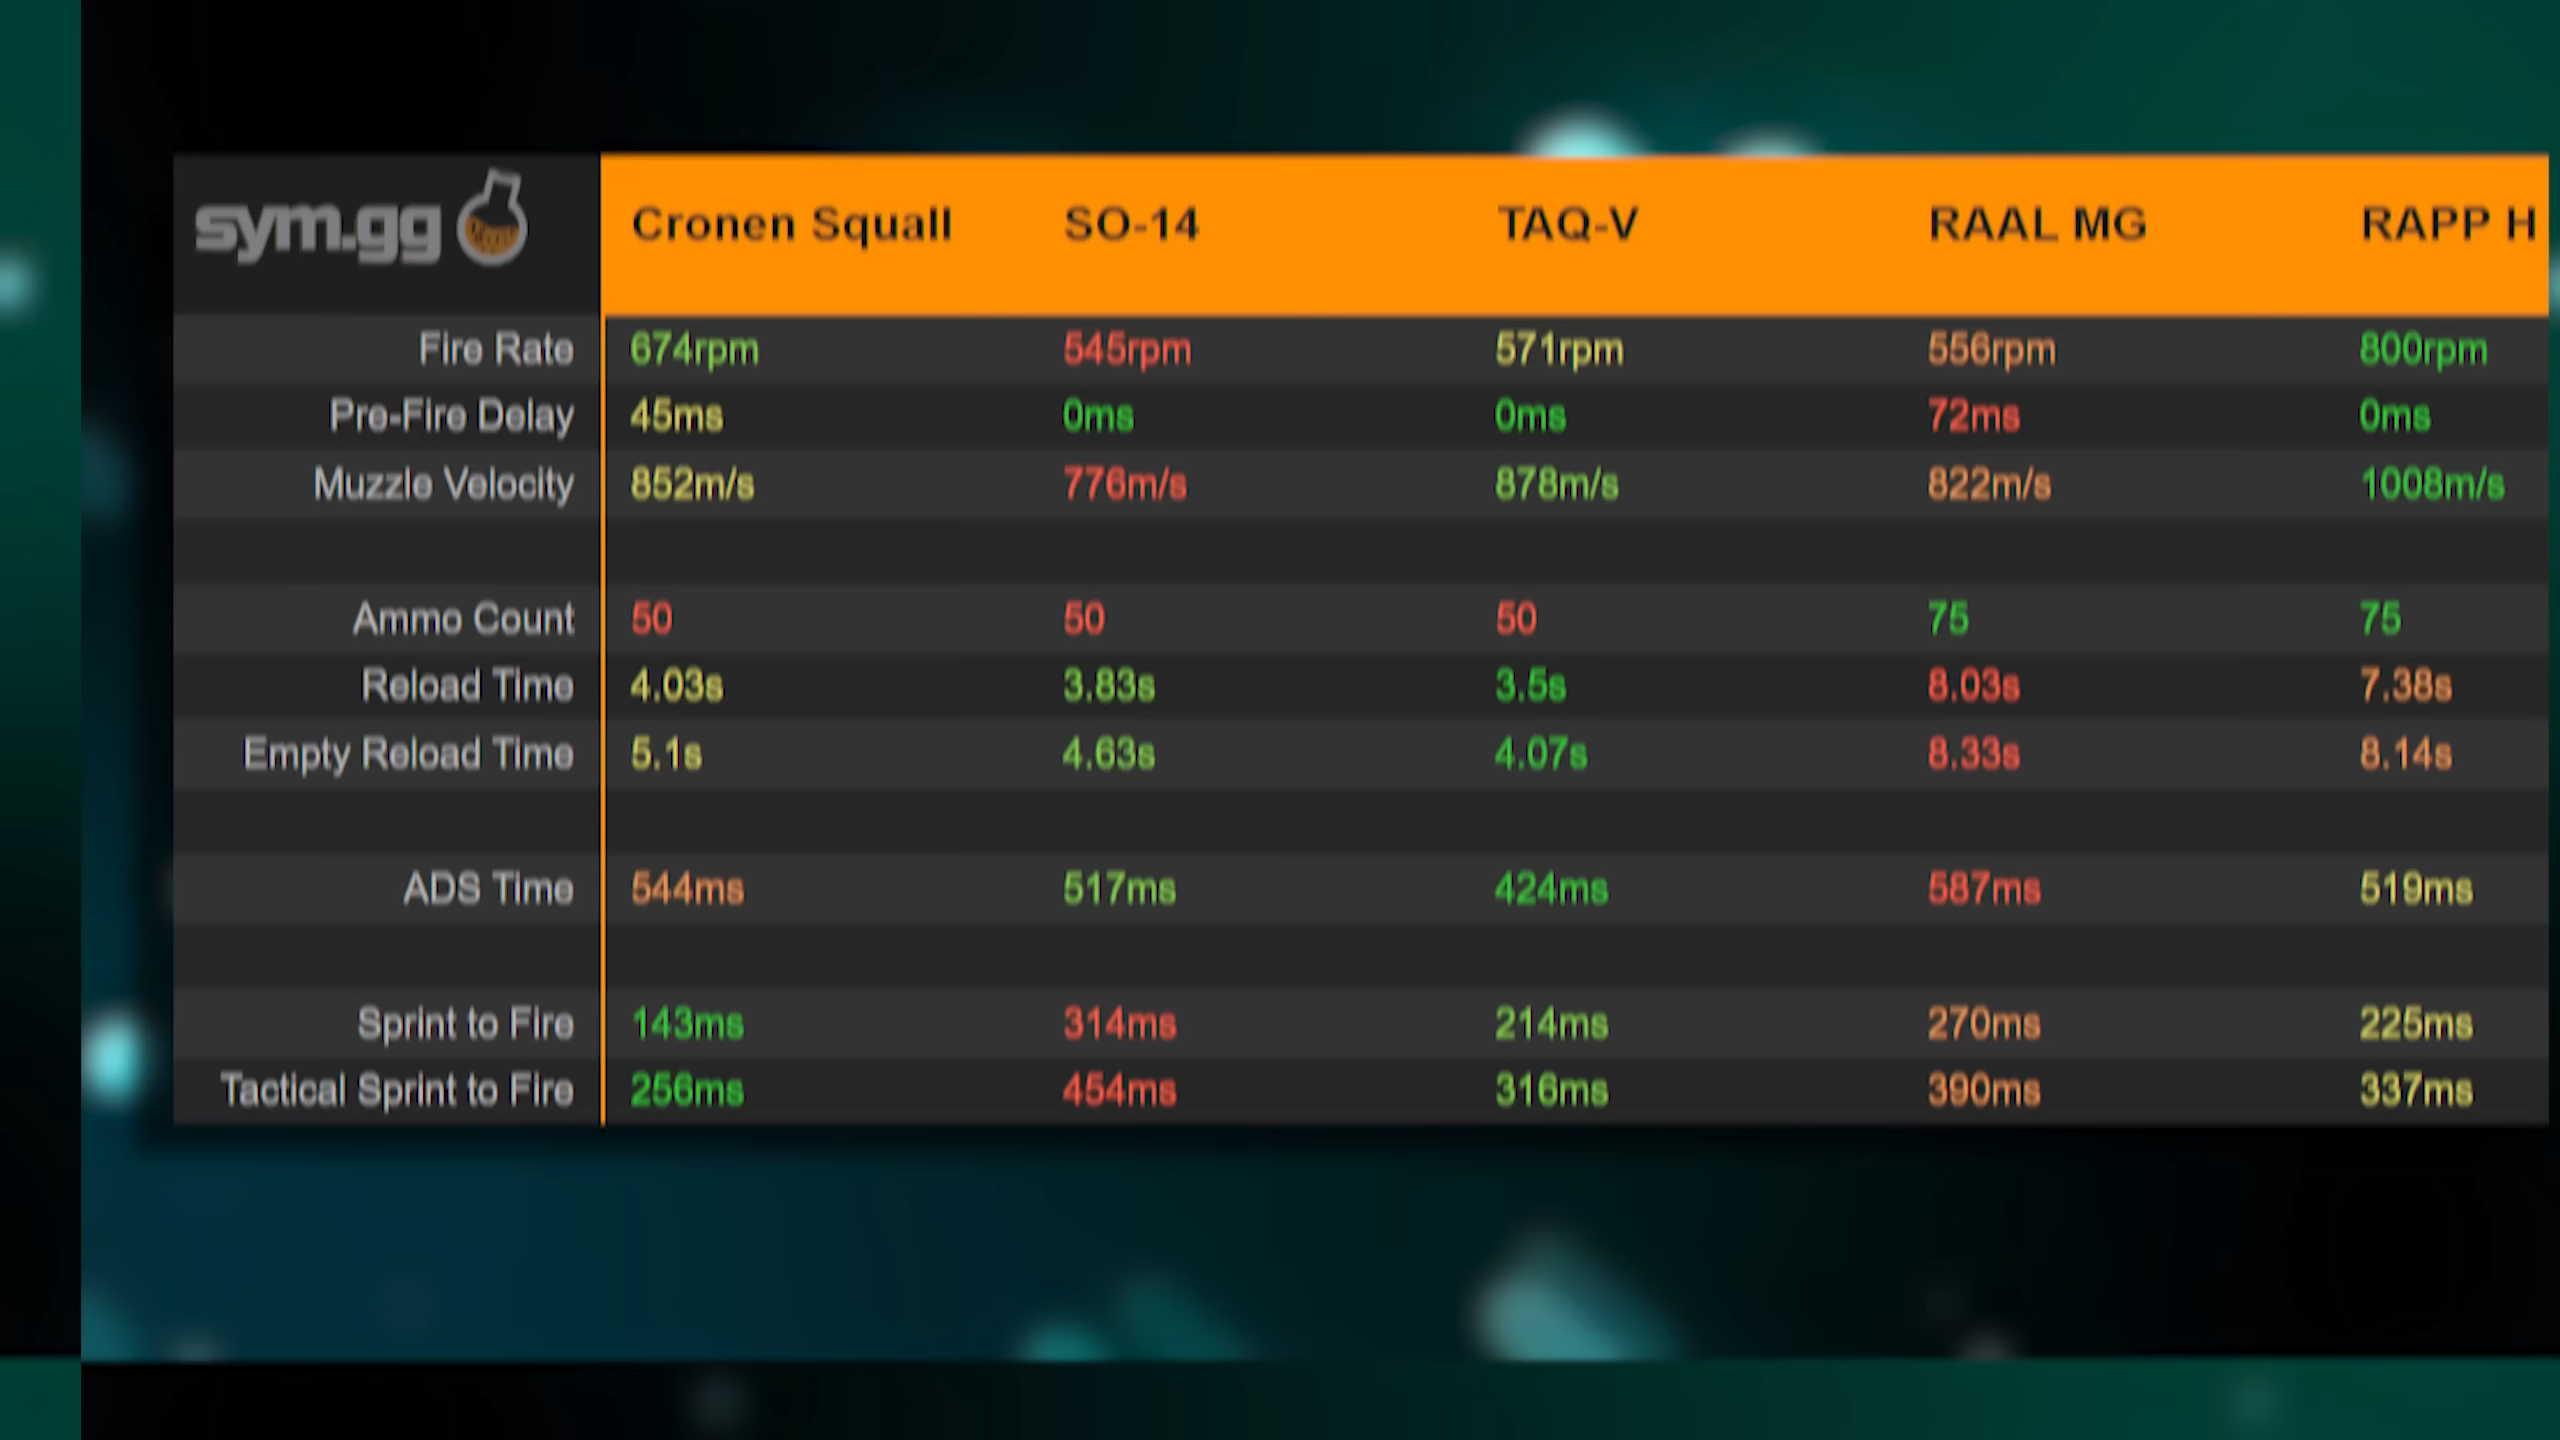 sym.gg Cronen Squall SO-14 TAQ-V RAAL MG RAPP H
Fire Rate 674rpm 545rpm 571rpm 556rpm 800rpm
Pre-Fire Delay 45ms 0ms 0ms 72ms 0ms
Muzzle Velocity 852m/s 776m/s 878m/s 822m/s 1008m/s
Ammo Count 50 50 50 75 75
Reload Time 4.03s 3.83s 3.5s 8.03s 7.38s
Empty Reload Time 5.1s 4.63s 4.07s 8.33s 8.14s
ADS Time 544ms 517ms 424ms 587ms 519ms
Sprint to Fire 143ms 314ms 214ms 270ms 225ms
Tactical Sprint to Fire 256ms 454ms 316ms 390ms 337ms